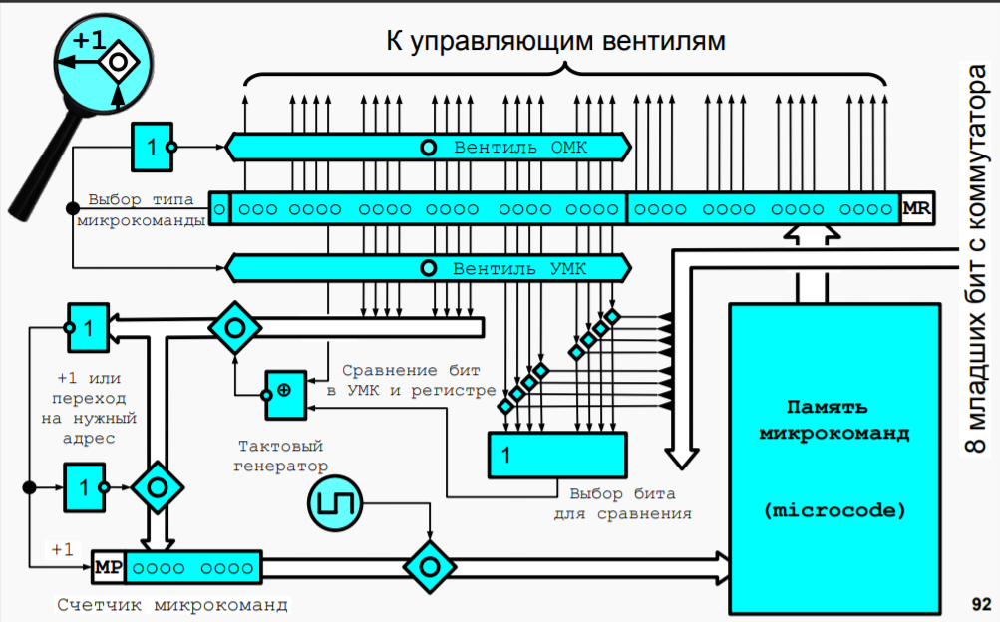 +1
К управляющим вентилям
1
Вентиль ОМК
Выбор типа
микрокоманды
MR
Вентиль УМК
8 младших бит с коммутатора
1
+1 или
переход
на нужный
адрес
⊕
Сравнение бит
в УМК и регистре
Память
микрокоманд
(microcode)
Тактовый
генератор
1
Выбор бита
для сравнения
1
+1
MP
Счетчик микрокоманд
92